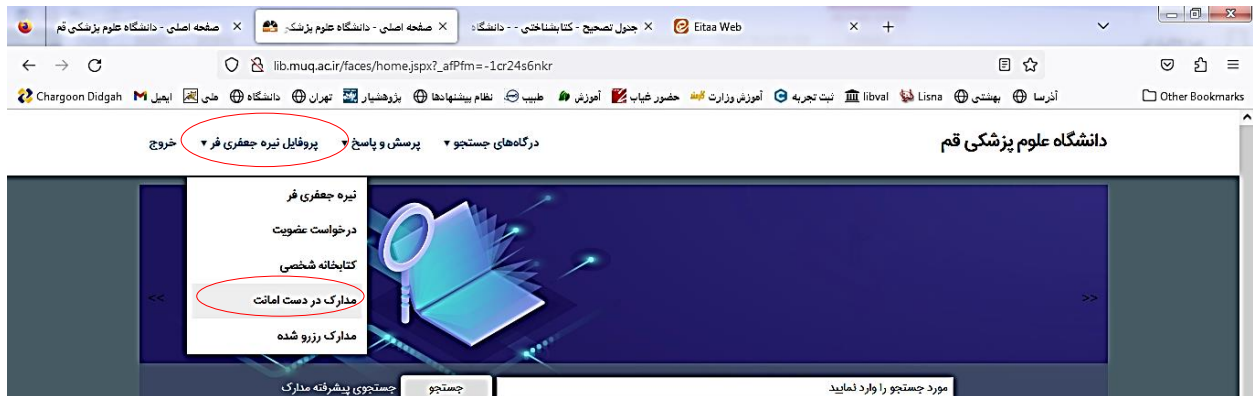 صفحه اصلی - دانشگاه علوم پزشکی قم
صفحه اصلی - دانشگاه علوم پزشکی
جدول تصحیح - کتابشناختی - - دانشگاه
Eitaa Web
lib.muq.ac.ir/faces/home.jspx?_afPfm=-1cr24s6nkr
Chargoon Didgah ایمیل ملی دانشگاه تهران پژوهشیار نظام پیشنهادها طبیب آموزش حضور غیاب آموزش وزارت ثبت تجربه libval Lisna بهشتی آذرسا Other Bookmarks
دانشگاه علوم پزشکی قم
درگاه‌های جستجو پرسش و پاسخ پروفایل نیره جعفری فر خروج
نیره جعفری فر
درخواست عضویت
کتابخانه شخصی
مدارک در دست امانت
مدارک رزرو شده
<< >>
مورد جستجو را وارد نمایید جستجو جستجوی پیشرفته مدارک